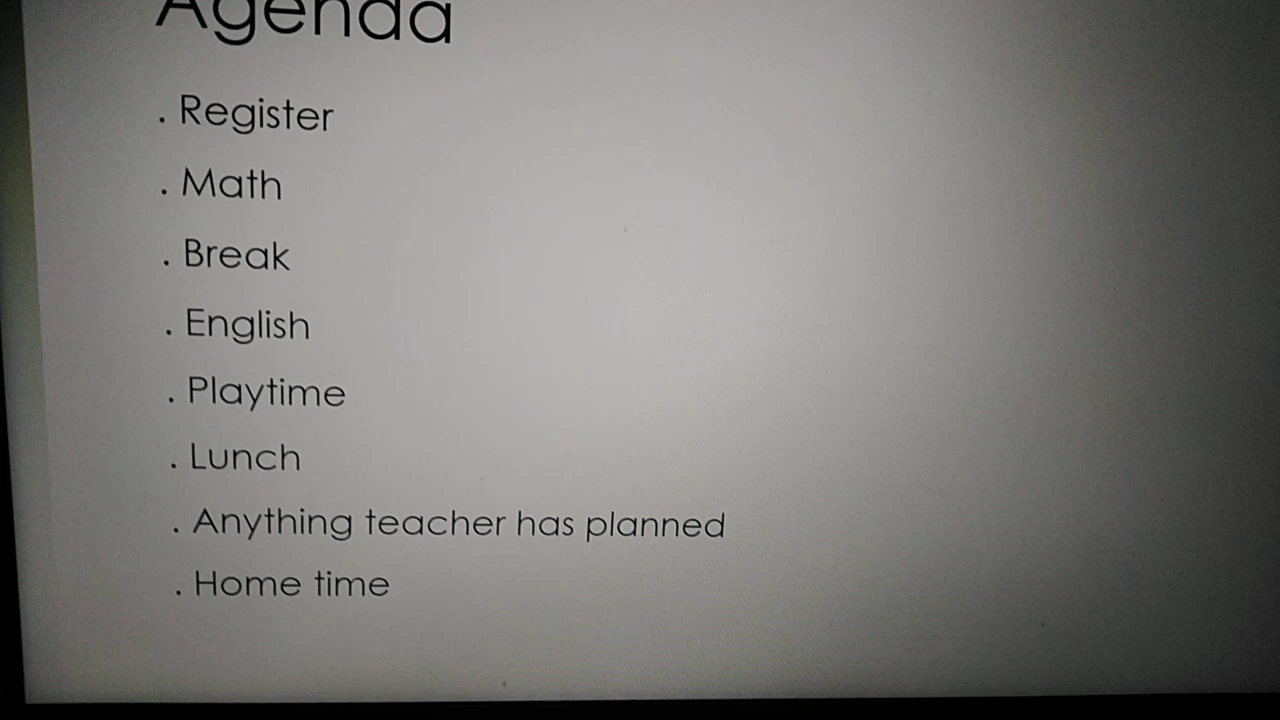 Agenda
. Register
. Math
. Break
. English
. Playtime
. Lunch
. Anything teacher has planned
. Home time